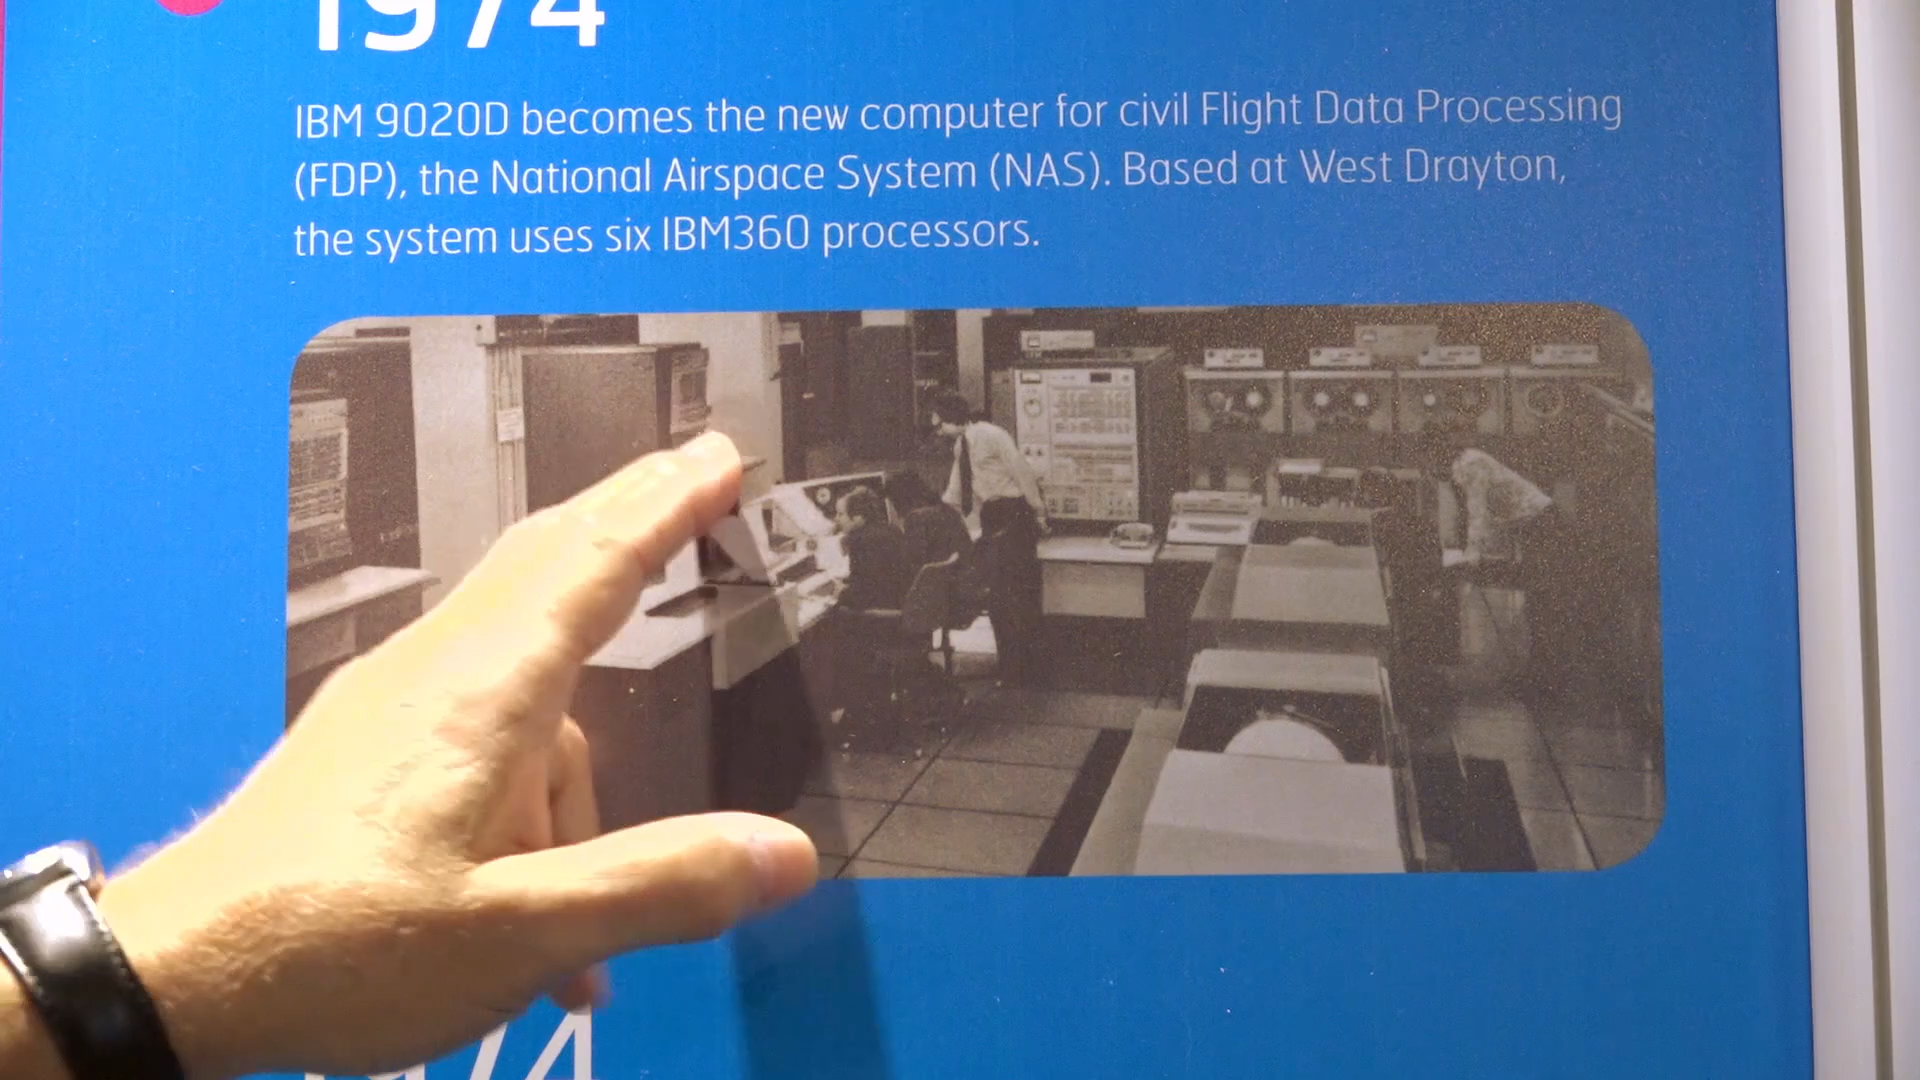 1974
IBM 9020D becomes the new computer for civil Flight Data Processing
(FDP), the National Airspace System (NAS). Based at West Drayton,
the system uses six IBM360 processors.
1974